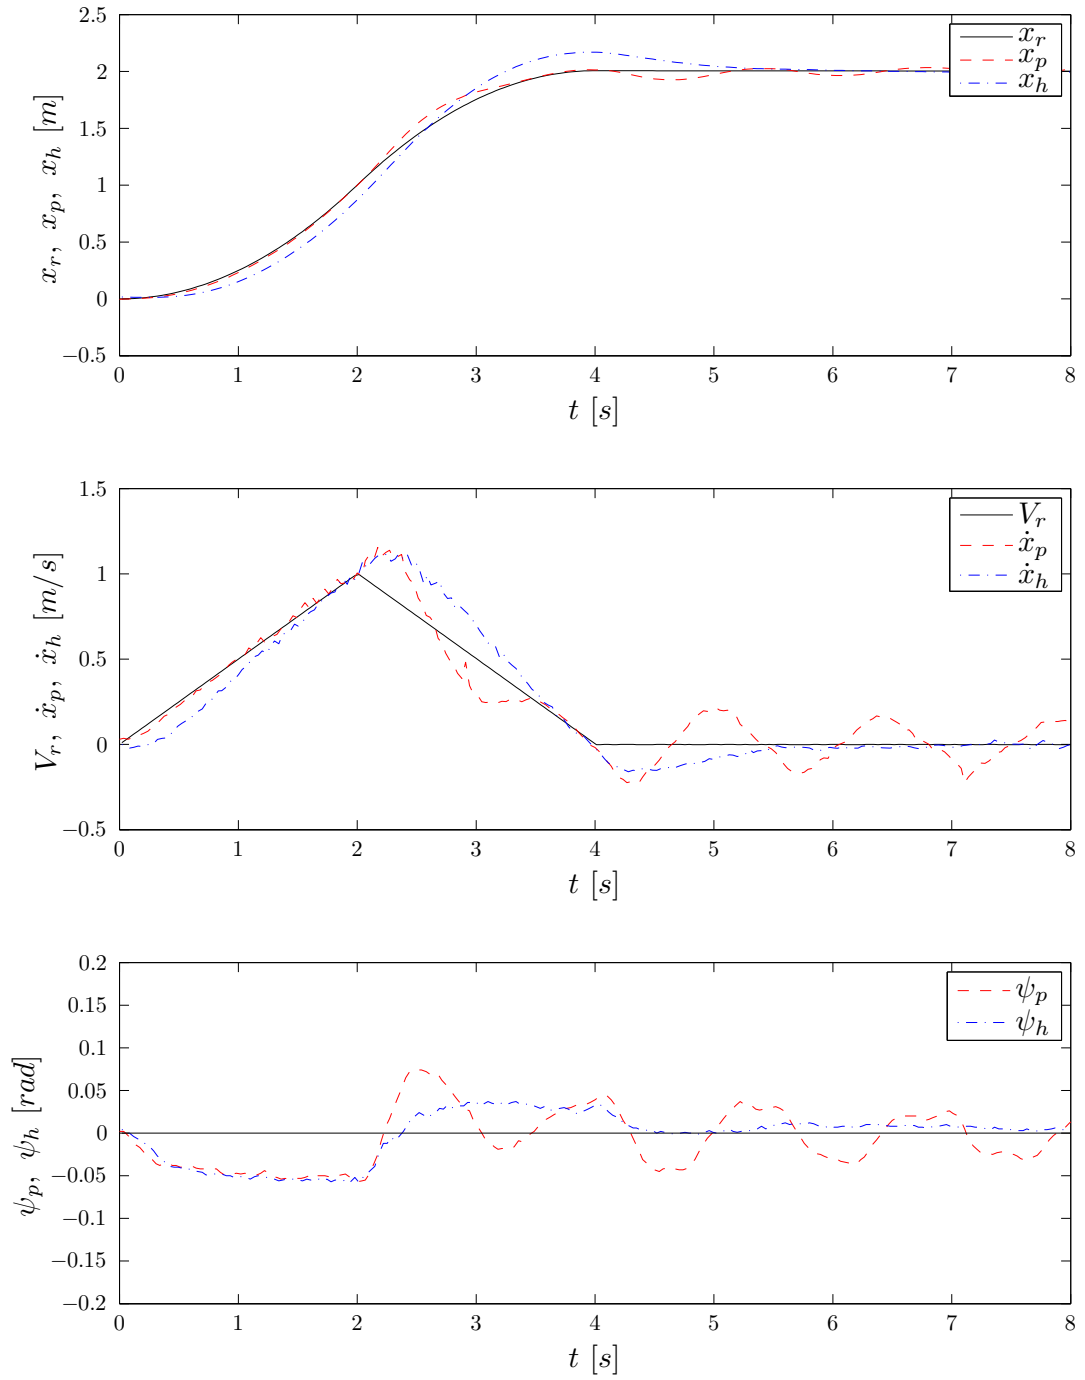 2.5
2
1.5
1
0.5
0
−0.5
x_r, x_p, x_h [m]
x_r
x_p
x_h
0 1 2 3 4 5 6 7 8
t [s]
1.5
1
0.5
0
−0.5
V_r, ẋ_p, ẋ_h [m/s]
V_r
ẋ_p
ẋ_h
0 1 2 3 4 5 6 7 8
t [s]
0.2
0.15
0.1
0.05
0
−0.05
−0.1
−0.15
−0.2
ψ_p, ψ_h [rad]
ψ_p
ψ_h
0 1 2 3 4 5 6 7 8
t [s]